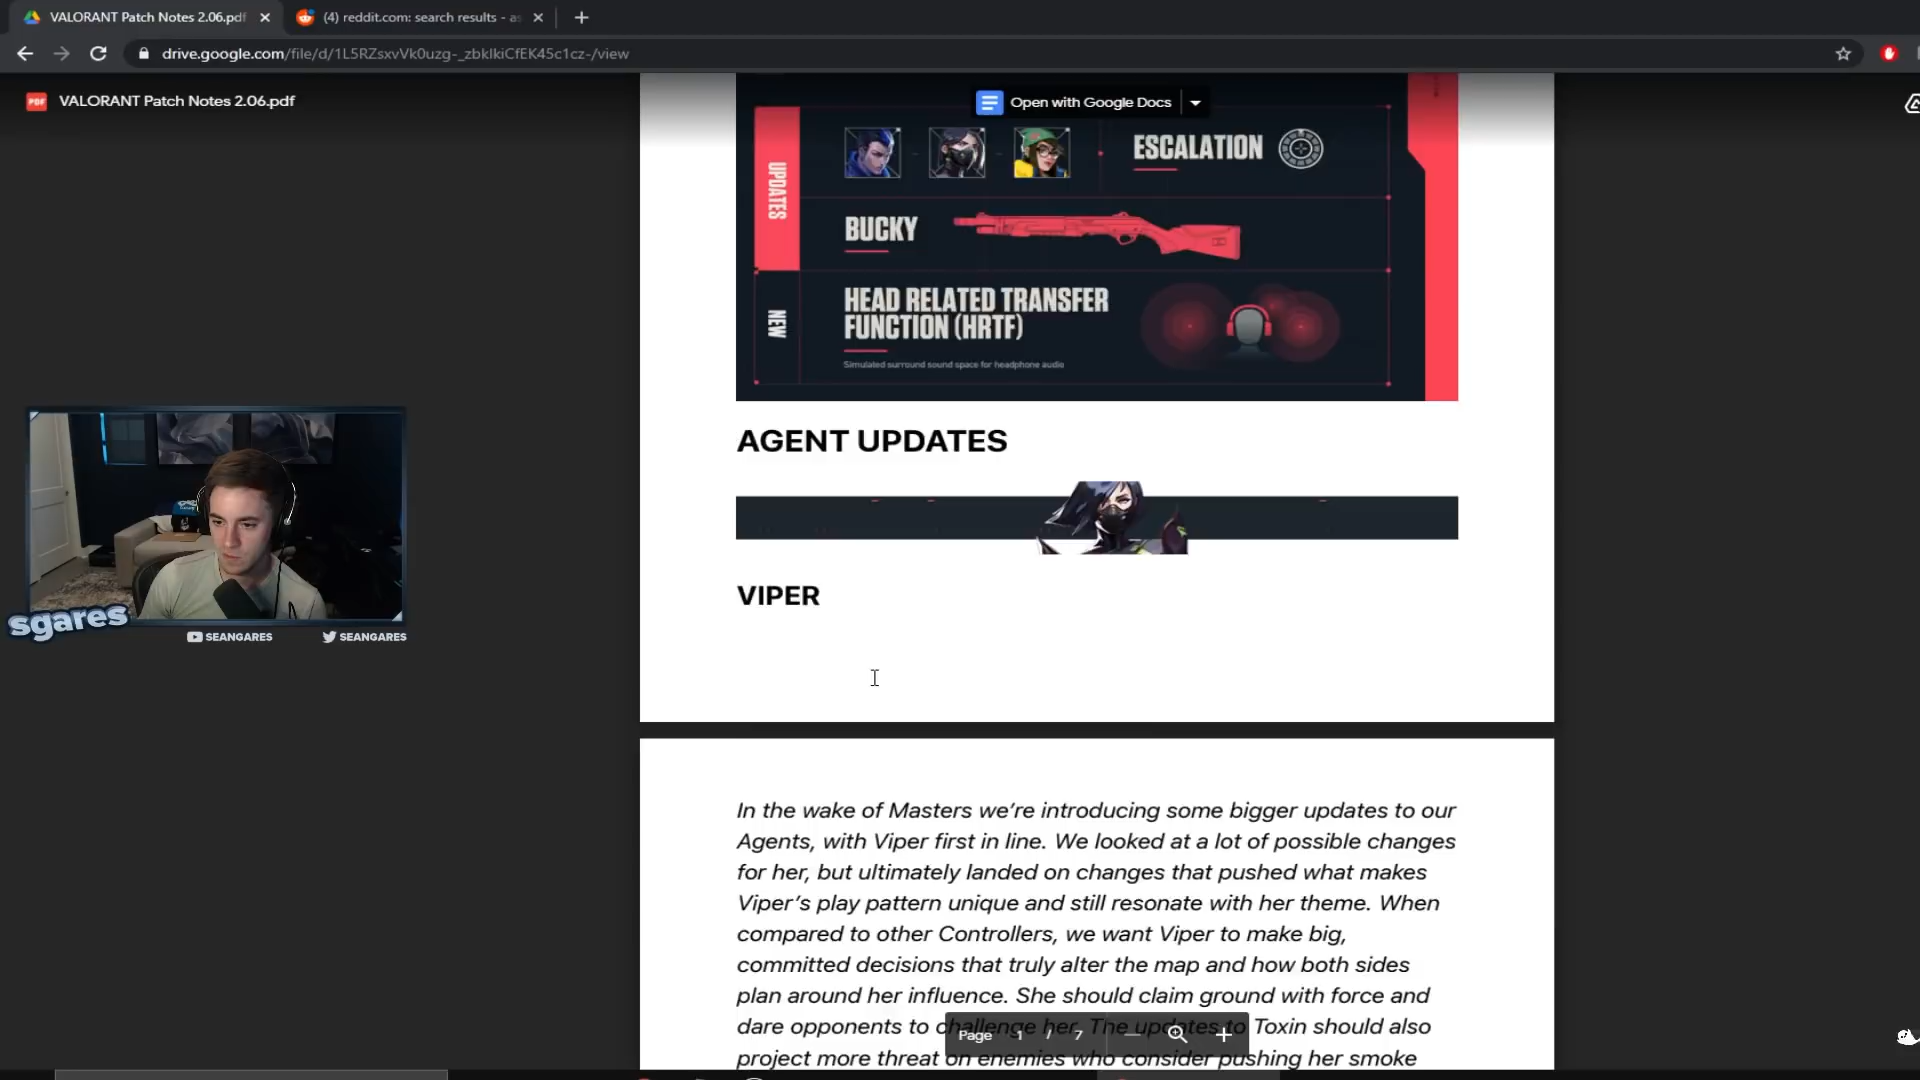 VALORANT Patch Notes 2.06.pdf
(4) reddit.com: search results - as
drive.google.com/file/d/1L5RZsxvVk0uzg-_zbklkiCfEK45c1cz-/view
PDF
VALORANT Patch Notes 2.06.pdf
Open with Google Docs
UPDATES
ESCALATION
BUCKY
NEW
HEAD RELATED TRANSFER
FUNCTION (HRTF)
Simulated surround sound space for headphone audio
AGENT UPDATES
VIPER
sgares
SEANGARES
SEANGARES
In the wake of Masters we’re introducing some bigger updates to our
Agents, with Viper first in line. We looked at a lot of possible changes
for her, but ultimately landed on changes that pushed what makes
Viper’s play pattern unique and still resonate with her theme. When
compared to other Controllers, we want Viper to make big,
committed decisions that truly alter the map and how both sides
plan around her influence. She should claim ground with force and
dare opponents to challenge her. The updates to Toxin should also
project more threat on enemies who consider pushing her smoke
Page 1 / 7